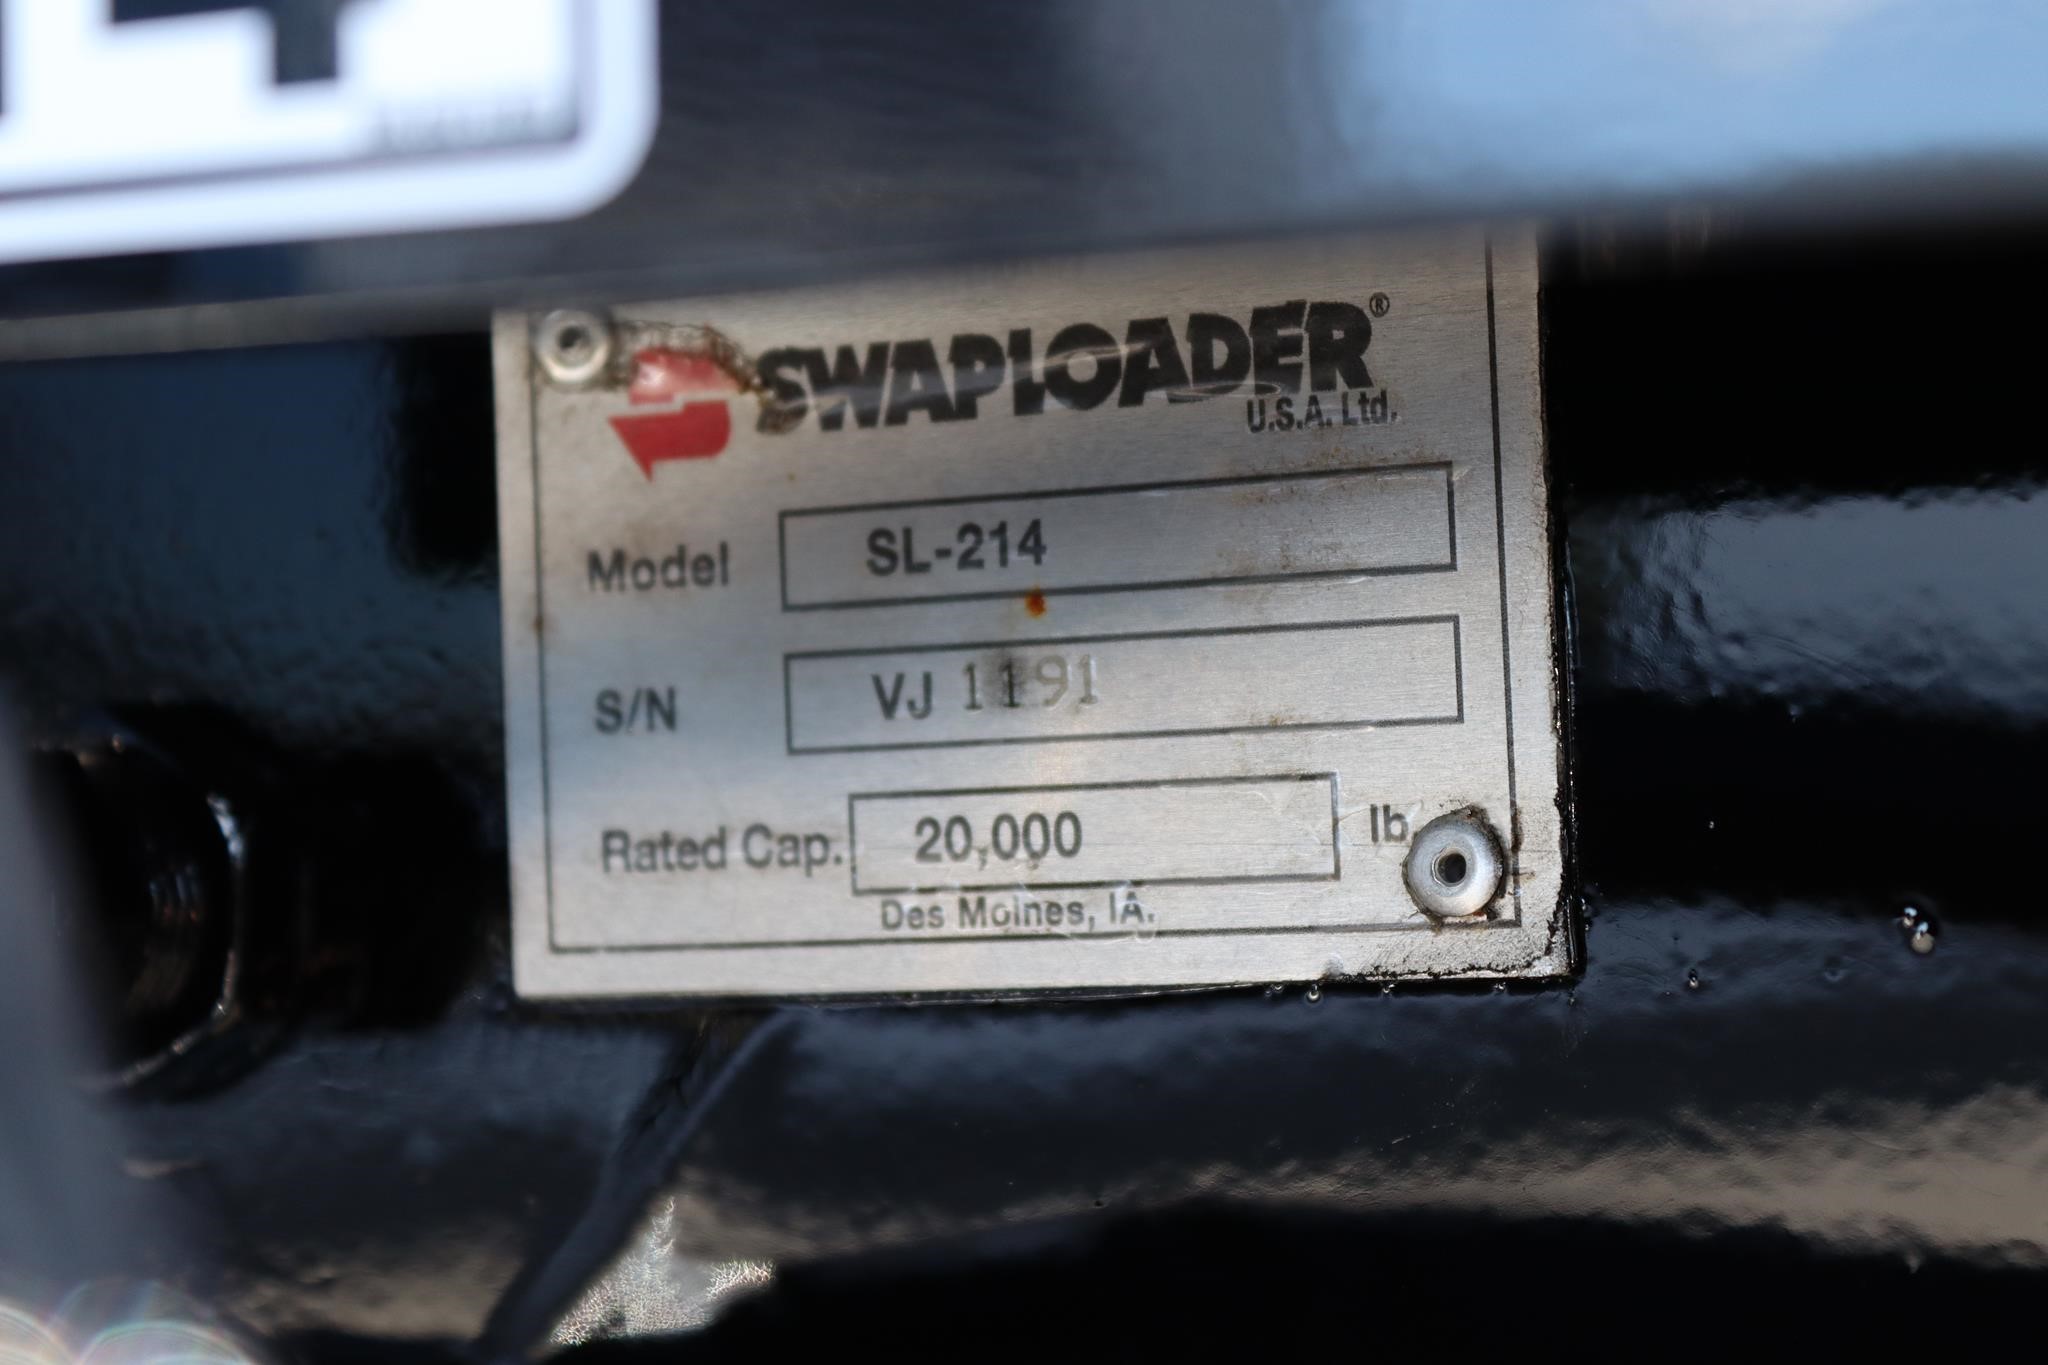 SWAPLOADER®
U.S.A. Ltd.
Model SL-214
S/N VJ 1191
Rated Cap. 20,000 lb
Des Moines, IA.